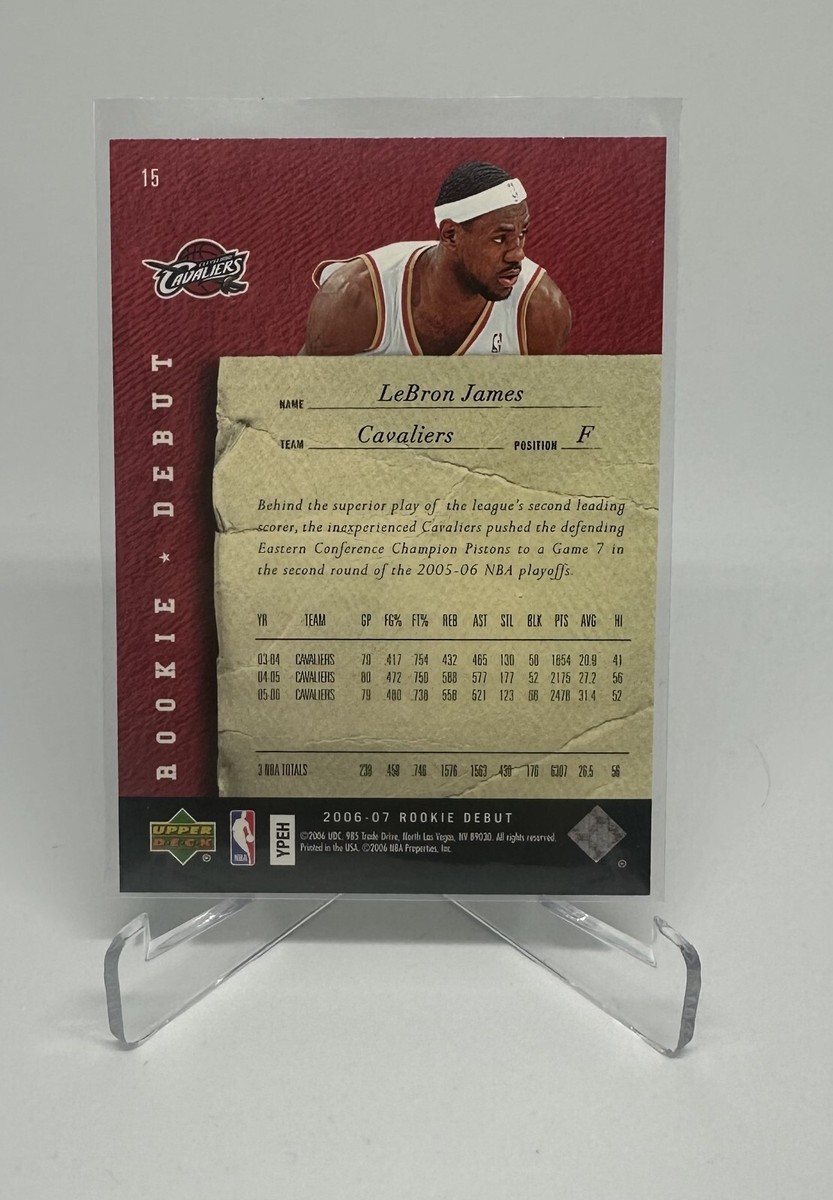 15
CLEVELAND
CAVALIERS
ROOKIE ★ DEBUT
NAME LeBron James
TEAM Cavaliers POSITION F
Behind the superior play of the league's second leading
scorer, the inexperienced Cavaliers pushed the defending
Eastern Conference Champion Pistons to a Game 7 in
the second round of the 2005-06 NBA playoffs.
YR TEAM GP FG% FT% REB AST STL BLK PTS AVG HI
03-04 CAVALIERS 79 .417 .754 432 465 130 58 1654 20.9 41
04-05 CAVALIERS 80 .472 .750 588 577 177 52 2175 27.2 56
05-06 CAVALIERS 79 .480 .738 556 521 123 66 2478 31.4 52
3 NBA TOTALS 238 .458 .746 1576 1563 430 176 6307 26.5 56
2006-07 ROOKIE DEBUT
UPPER
DECK
®
NBA
YPEH
©2006 UDC. 985 Trade Drive, North Las Vegas, NV 89030. All rights reserved.
Printed in the USA. ©2006 NBA Properties, Inc.
®